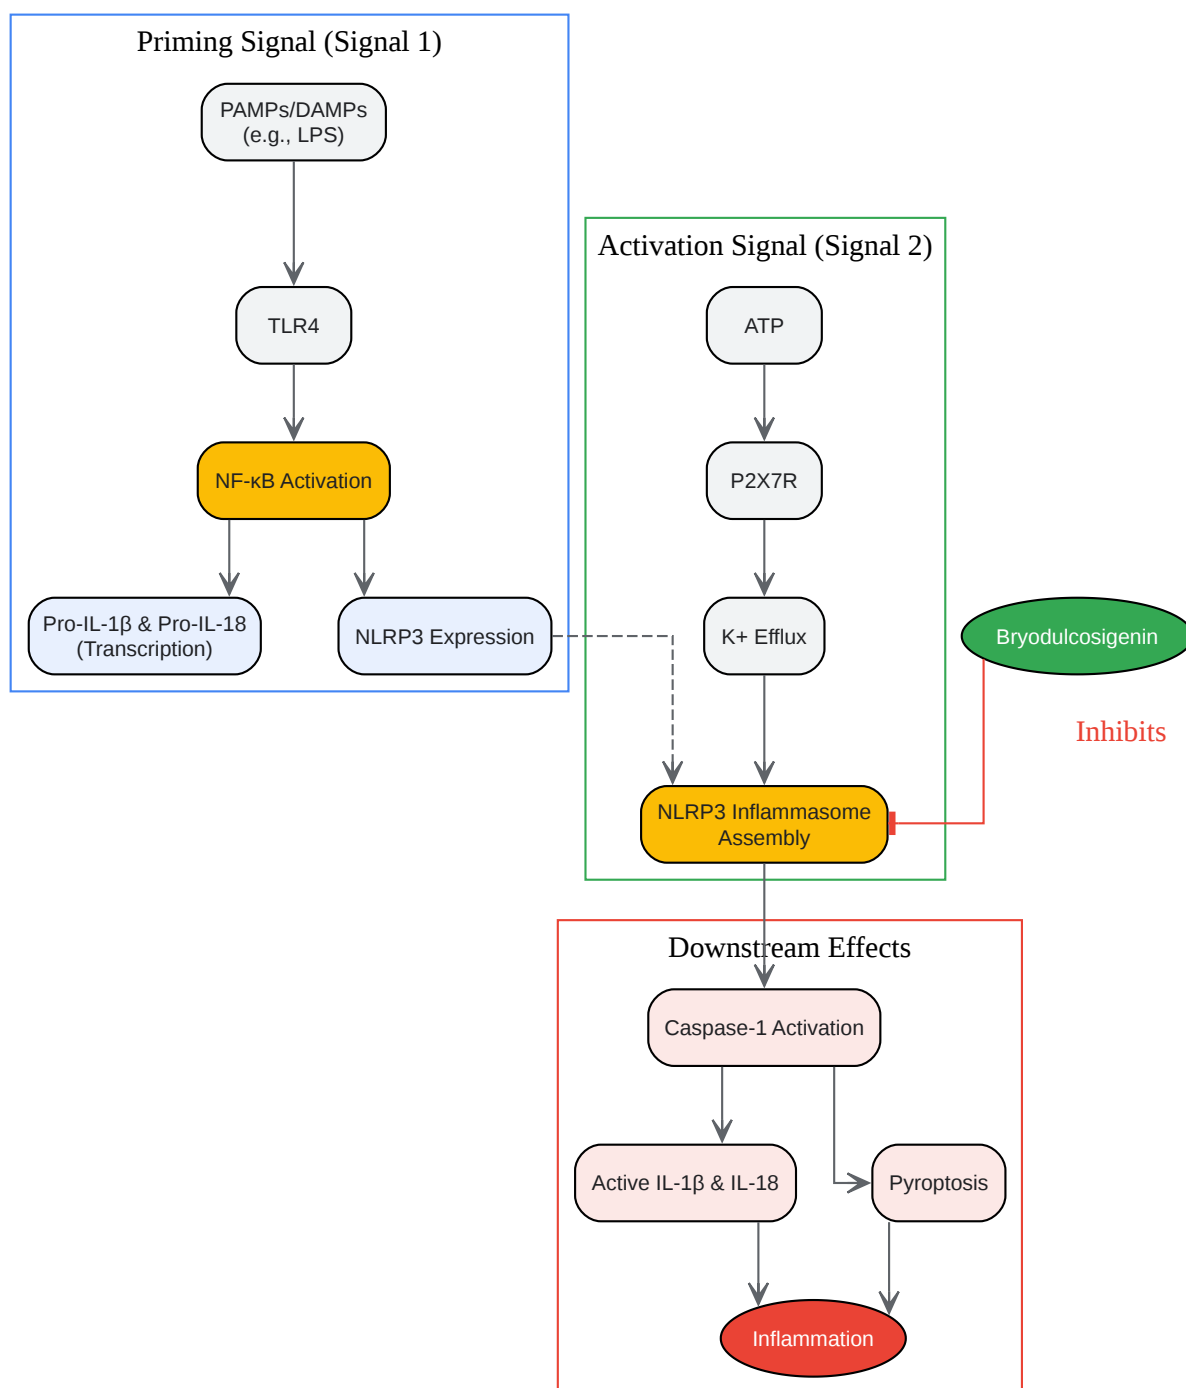 Priming Signal (Signal 1)
PAMPs/DAMPs
(e.g., LPS)
TLR4
NF-κB Activation
Pro-IL-1β & Pro-IL-18
(Transcription)
NLRP3 Expression
Activation Signal (Signal 2)
ATP
P2X7R
K+ Efflux
NLRP3 Inflammasome
Assembly
Bryodulcosigenin
Inhibits
Downstream Effects
Caspase-1 Activation
Active IL-1β & IL-18
Pyroptosis
Inflammation